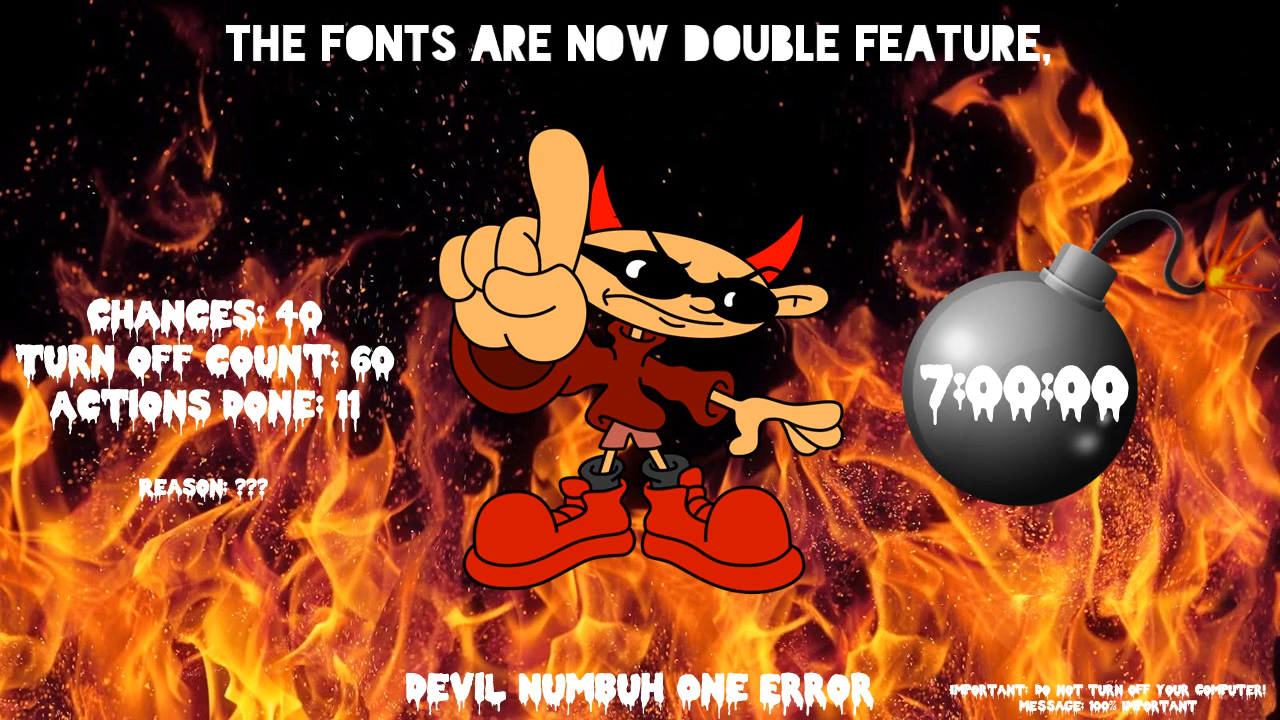 THE FONTS ARE NOW DOUBLE FEATURE,
CHANGES: 40
TURN OFF COUNT: 60
ACTIONS DONE: 11
REASON: ???
7:00:00
DEVIL NUMBUH ONE ERROR
IMPORTANT: DO NOT TURN OFF YOUR COMPUTER!
MESSAGE: 100% IMPORTANT